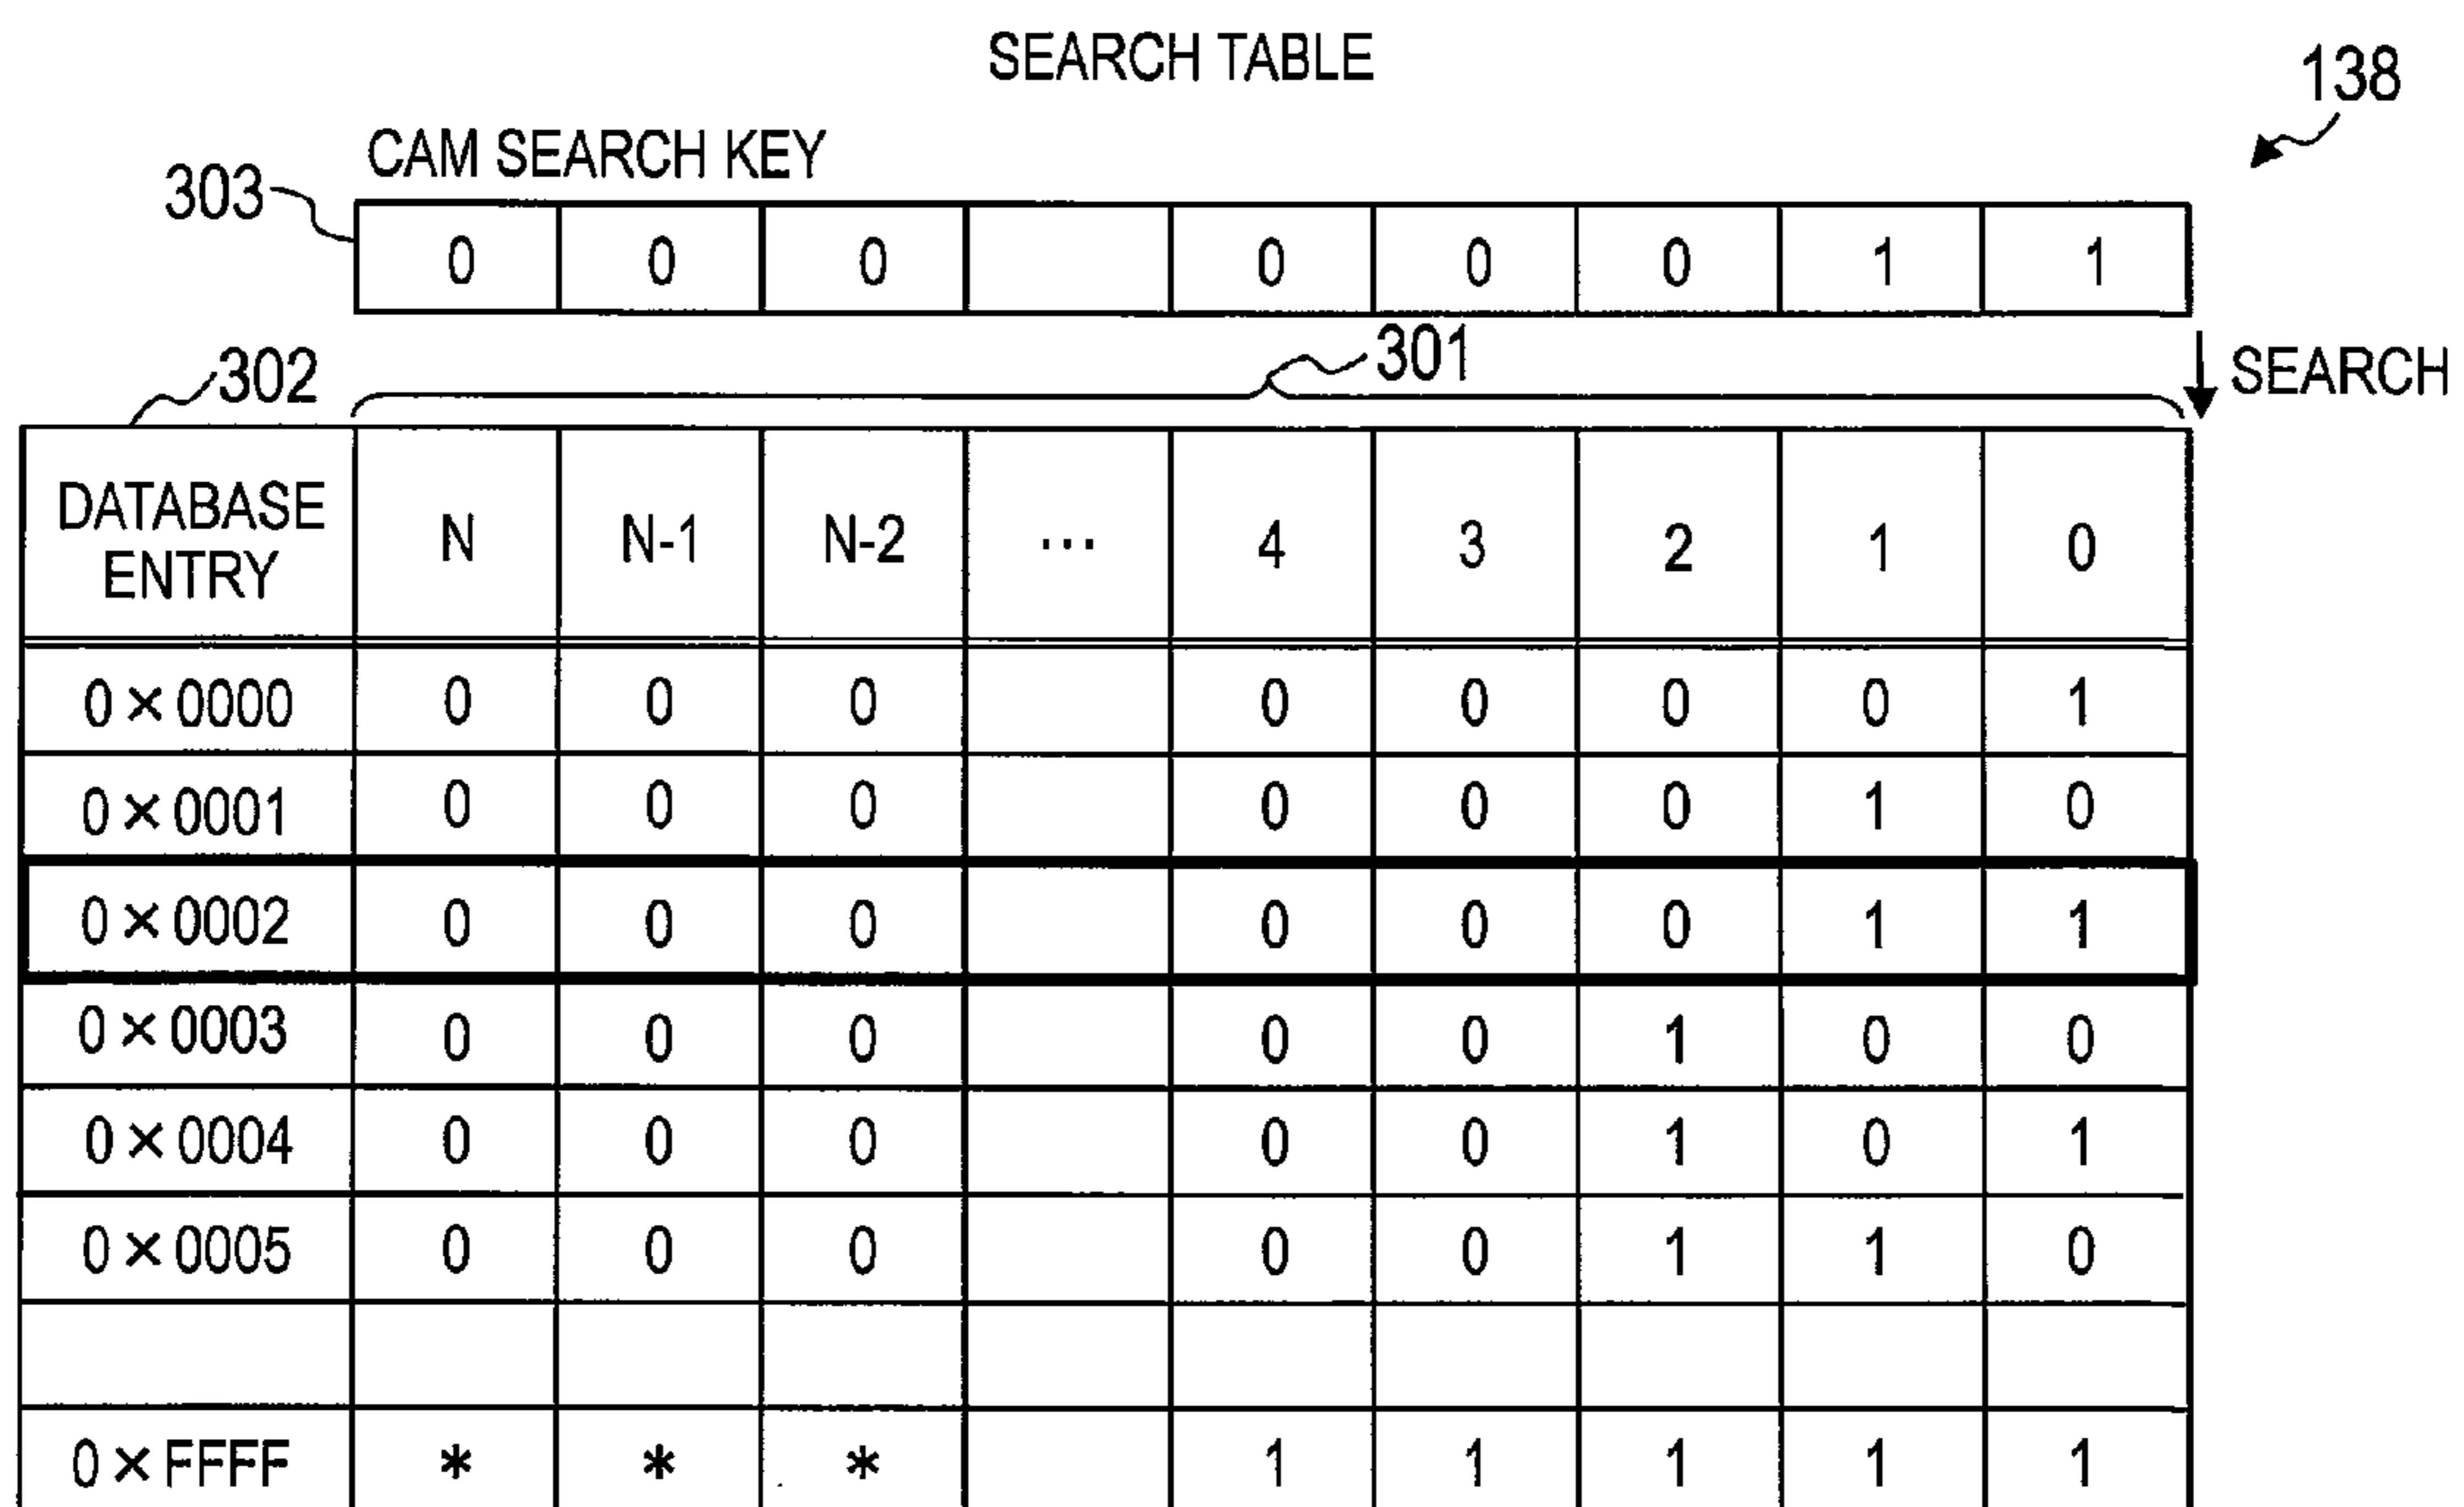 SEARCH TABLE
138
CAM SEARCH KEY
303
0 0 0 0 0 0 1 1
302
301
SEARCH
DATABASE ENTRY N N-1 N-2 ... 4 3 2 1 0
0×0000 0 0 0 0 0 0 0 1
0×0001 0 0 0 0 0 0 1 0
0×0002 0 0 0 0 0 0 1 1
0×0003 0 0 0 0 0 1 0 0
0×0004 0 0 0 0 0 1 0 1
0×0005 0 0 0 0 0 1 1 0
0×FFFF * * * 1 1 1 1 1